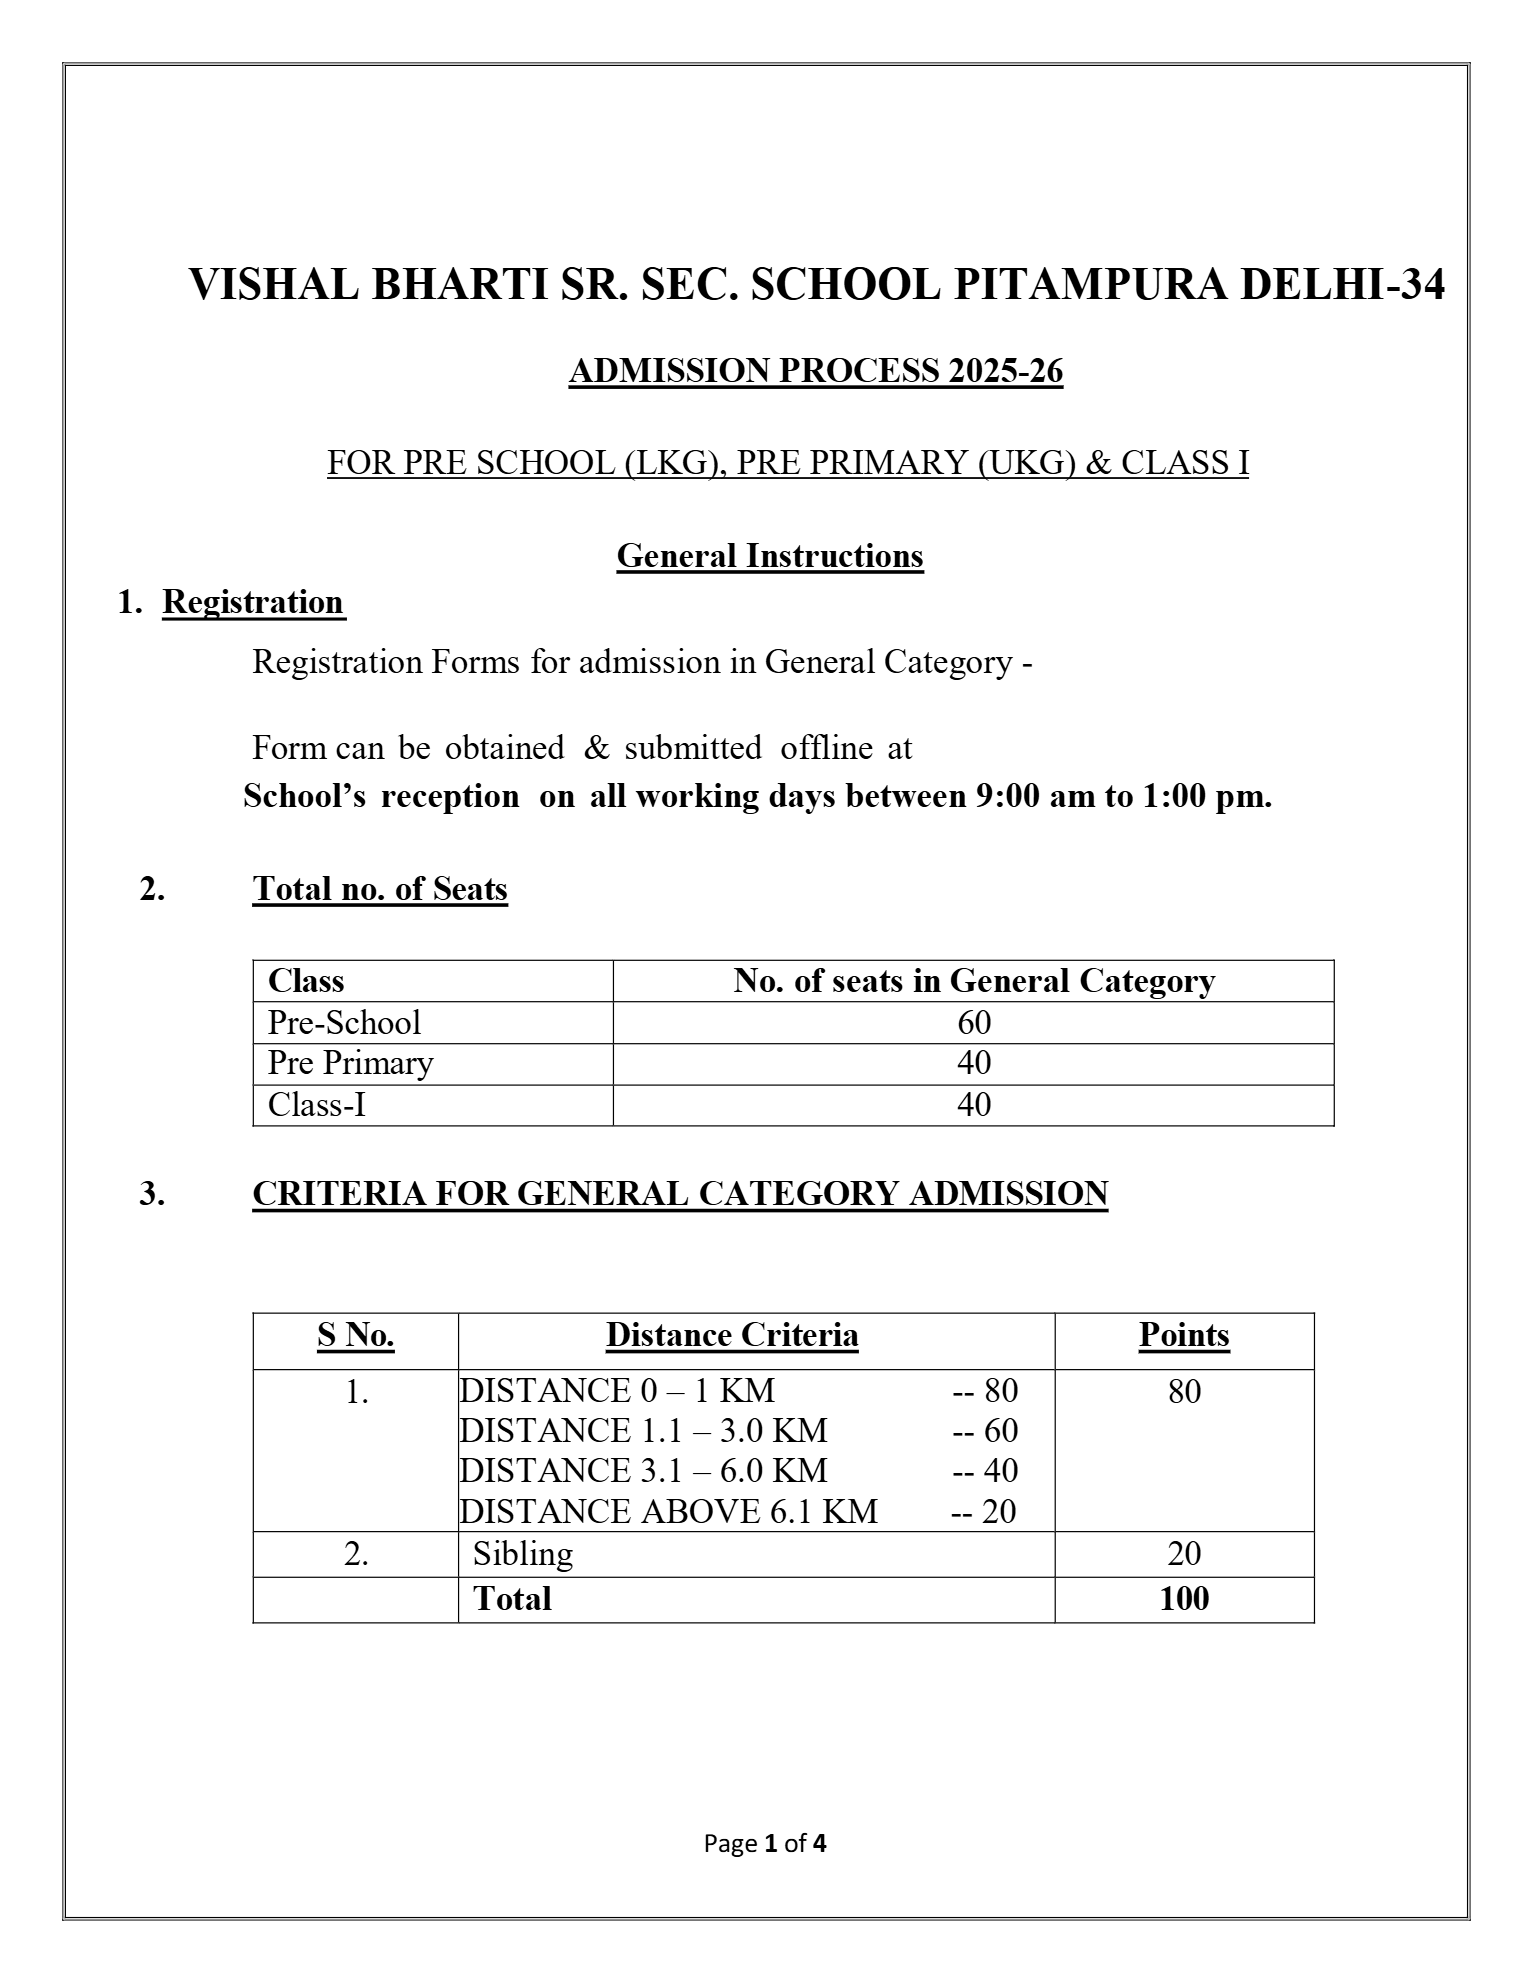 VISHAL BHARTI SR. SEC. SCHOOL PITAMPURA DELHI-34
ADMISSION PROCESS 2025-26
FOR PRE SCHOOL (LKG), PRE PRIMARY (UKG) & CLASS I
General Instructions
1. Registration
Registration Forms for admission in General Category -
Form can be obtained & submitted offline at
School’s reception on all working days between 9:00 am to 1:00 pm.
2. Total no. of Seats
Class No. of seats in General Category
Pre-School 60
Pre Primary 40
Class-I 40
3. CRITERIA FOR GENERAL CATEGORY ADMISSION
S No. Distance Criteria Points
1. DISTANCE 0 – 1 KM -- 80 80
DISTANCE 1.1 – 3.0 KM -- 60
DISTANCE 3.1 – 6.0 KM -- 40
DISTANCE ABOVE 6.1 KM -- 20
2. Sibling 20
Total 100
Page 1 of 4